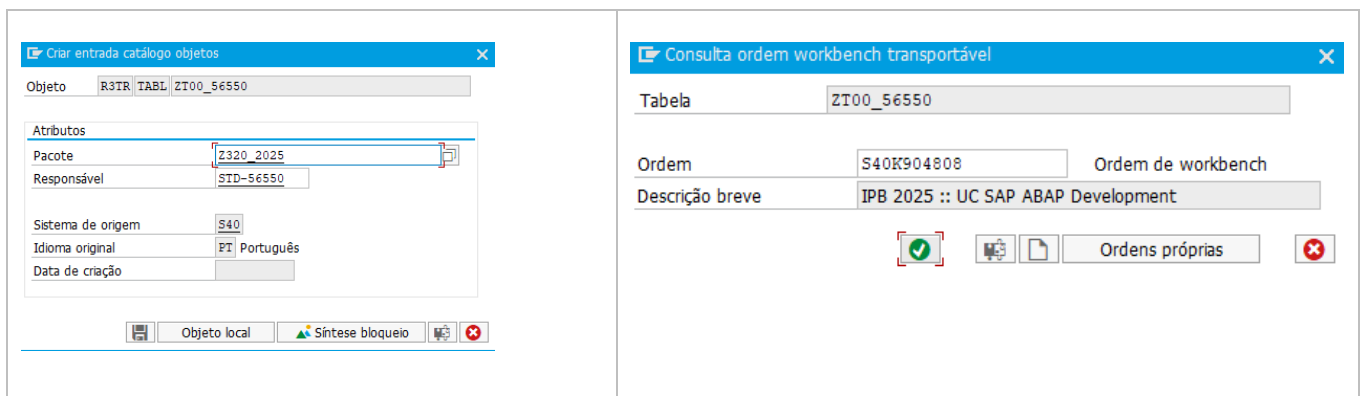 Criar entrada catálogo objetos
Objeto R3TR TABL ZT00_56550
Atributos
Pacote Z320_2025
Responsável STD-56550
Sistema de origem S40
Idioma original PT Português
Data de criação
Objeto local Síntese bloqueio
Consulta ordem workbench transportável
Tabela ZT00_56550
Ordem S40K904808 Ordem de workbench
Descrição breve IPB 2025 :: UC SAP ABAP Development
Ordens próprias